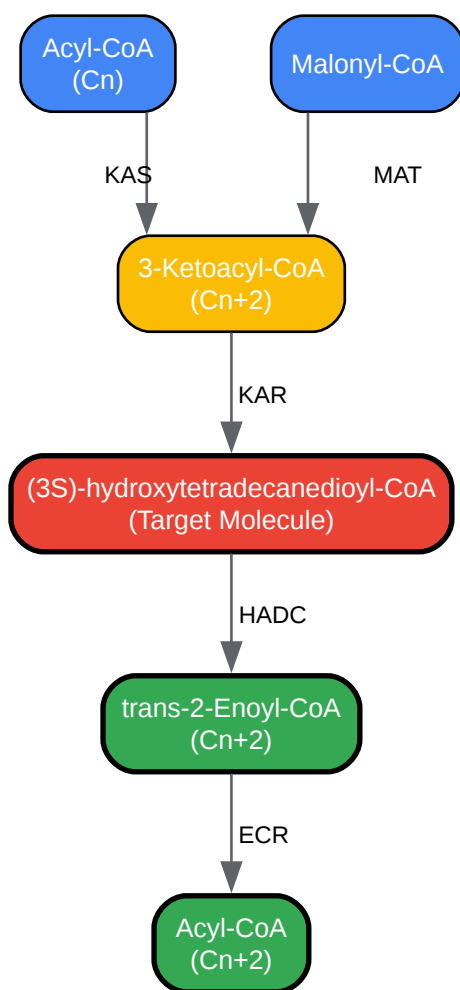 Acyl-CoA
(Cn)
Malonyl-CoA
KAS
MAT
3-Ketoacyl-CoA
(Cn+2)
KAR
(3S)-hydroxytetradecanedioyl-CoA
(Target Molecule)
HADC
trans-2-Enoyl-CoA
(Cn+2)
ECR
Acyl-CoA
(Cn+2)